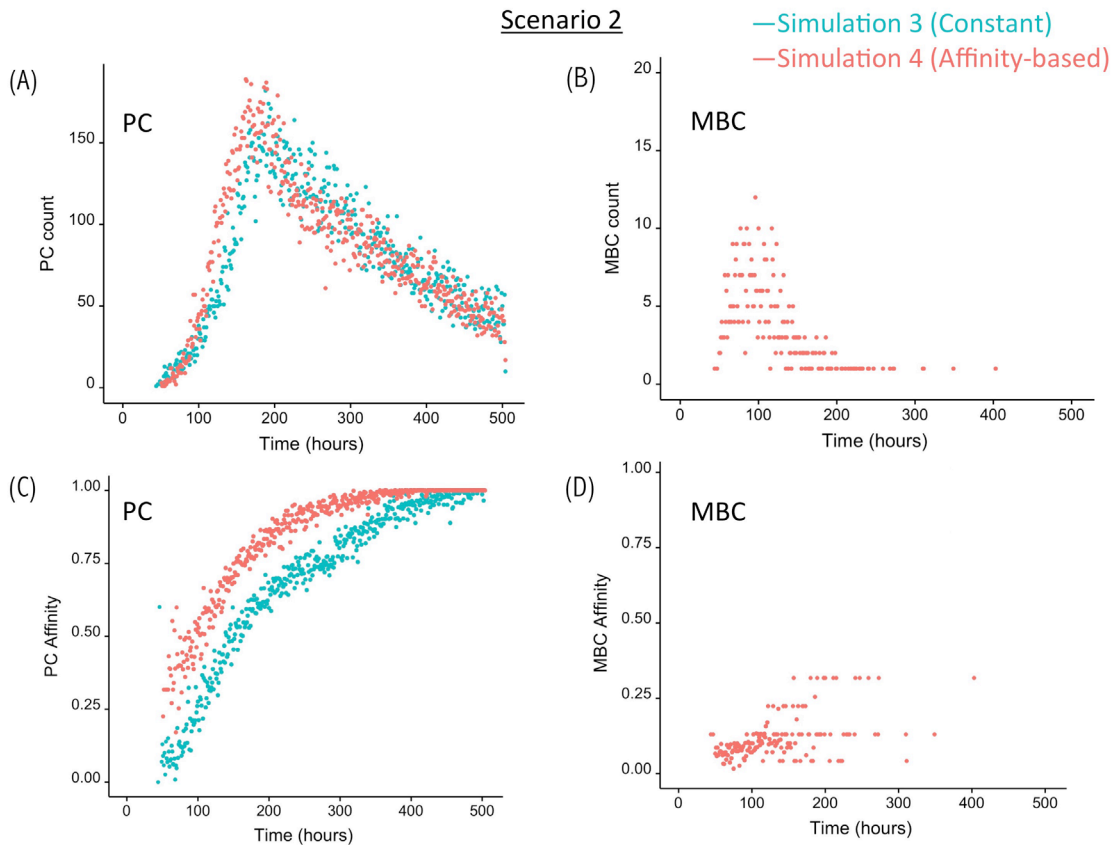 Scenario 2
—Simulation 3 (Constant)
—Simulation 4 (Affinity-based)
(A)
PC
PC count
150
100
50
0
0 100 200 300 400 500
Time (hours)
(B)
MBC
MBC count
20
15
10
5
0
0 100 200 300 400 500
Time (hours)
(C)
PC
PC Affinity
1.00
0.75
0.50
0.25
0.00
0 100 200 300 400 500
Time (hours)
(D)
MBC
MBC Affinity
1.00
0.75
0.50
0.25
0.00
0 100 200 300 400 500
Time (hours)